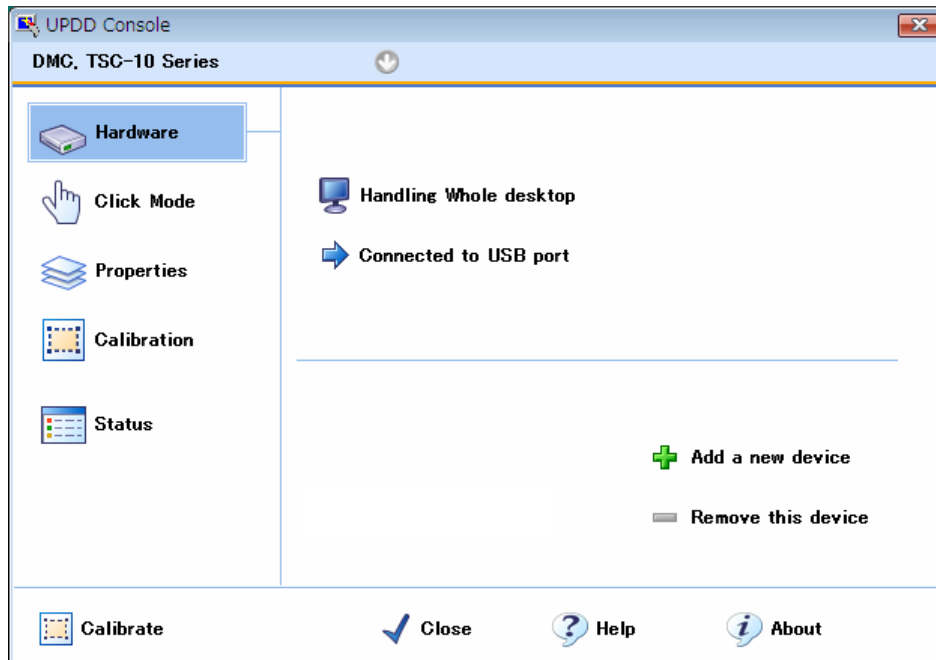 UPDD Console
DMC, TSC-10 Series
Hardware
Click Mode
Properties
Calibration
Status
Handling Whole desktop
Connected to USB port
Add a new device
Remove this device
Calibrate
Close
Help
About